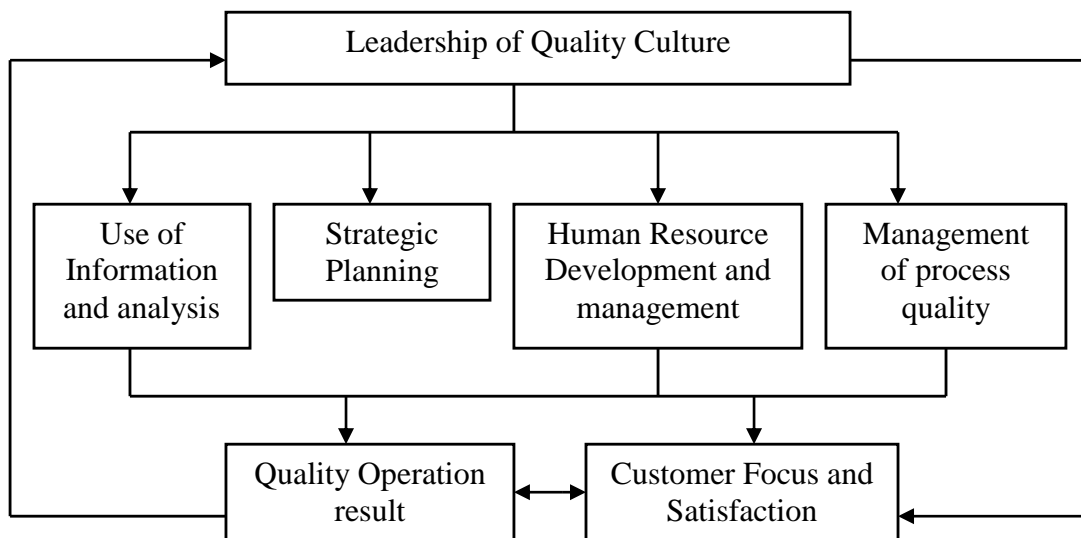 Leadership of Quality Culture
Use of
Information
and analysis
Strategic
Planning
Human Resource
Development and
management
Management
of process
quality
Quality Operation
result
Customer Focus and
Satisfaction